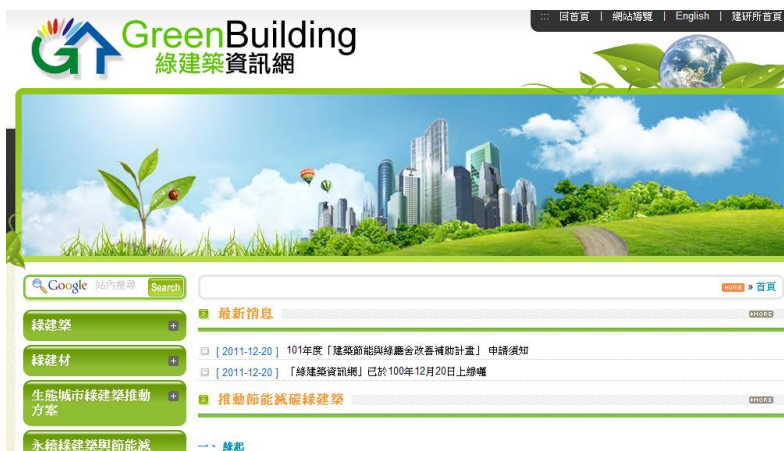 ::: 回首頁 | 網站導覽 | English | 建研所首頁
GreenBuilding
綠建築資訊網
Google 站內搜尋 Search
HOME » 首頁
最新消息
MORE
綠建築
[ 2011-12-20 ] 101年度「建築節能與綠廳舍改善補助計畫」 申請須知
綠建材
[ 2011-12-20 ] 「綠建築資訊網」已於100年12月20日上線囉
生態城市綠建築推動
方案
推動節能減碳綠建築
MORE
永續綠建築與節能減
一、緣起